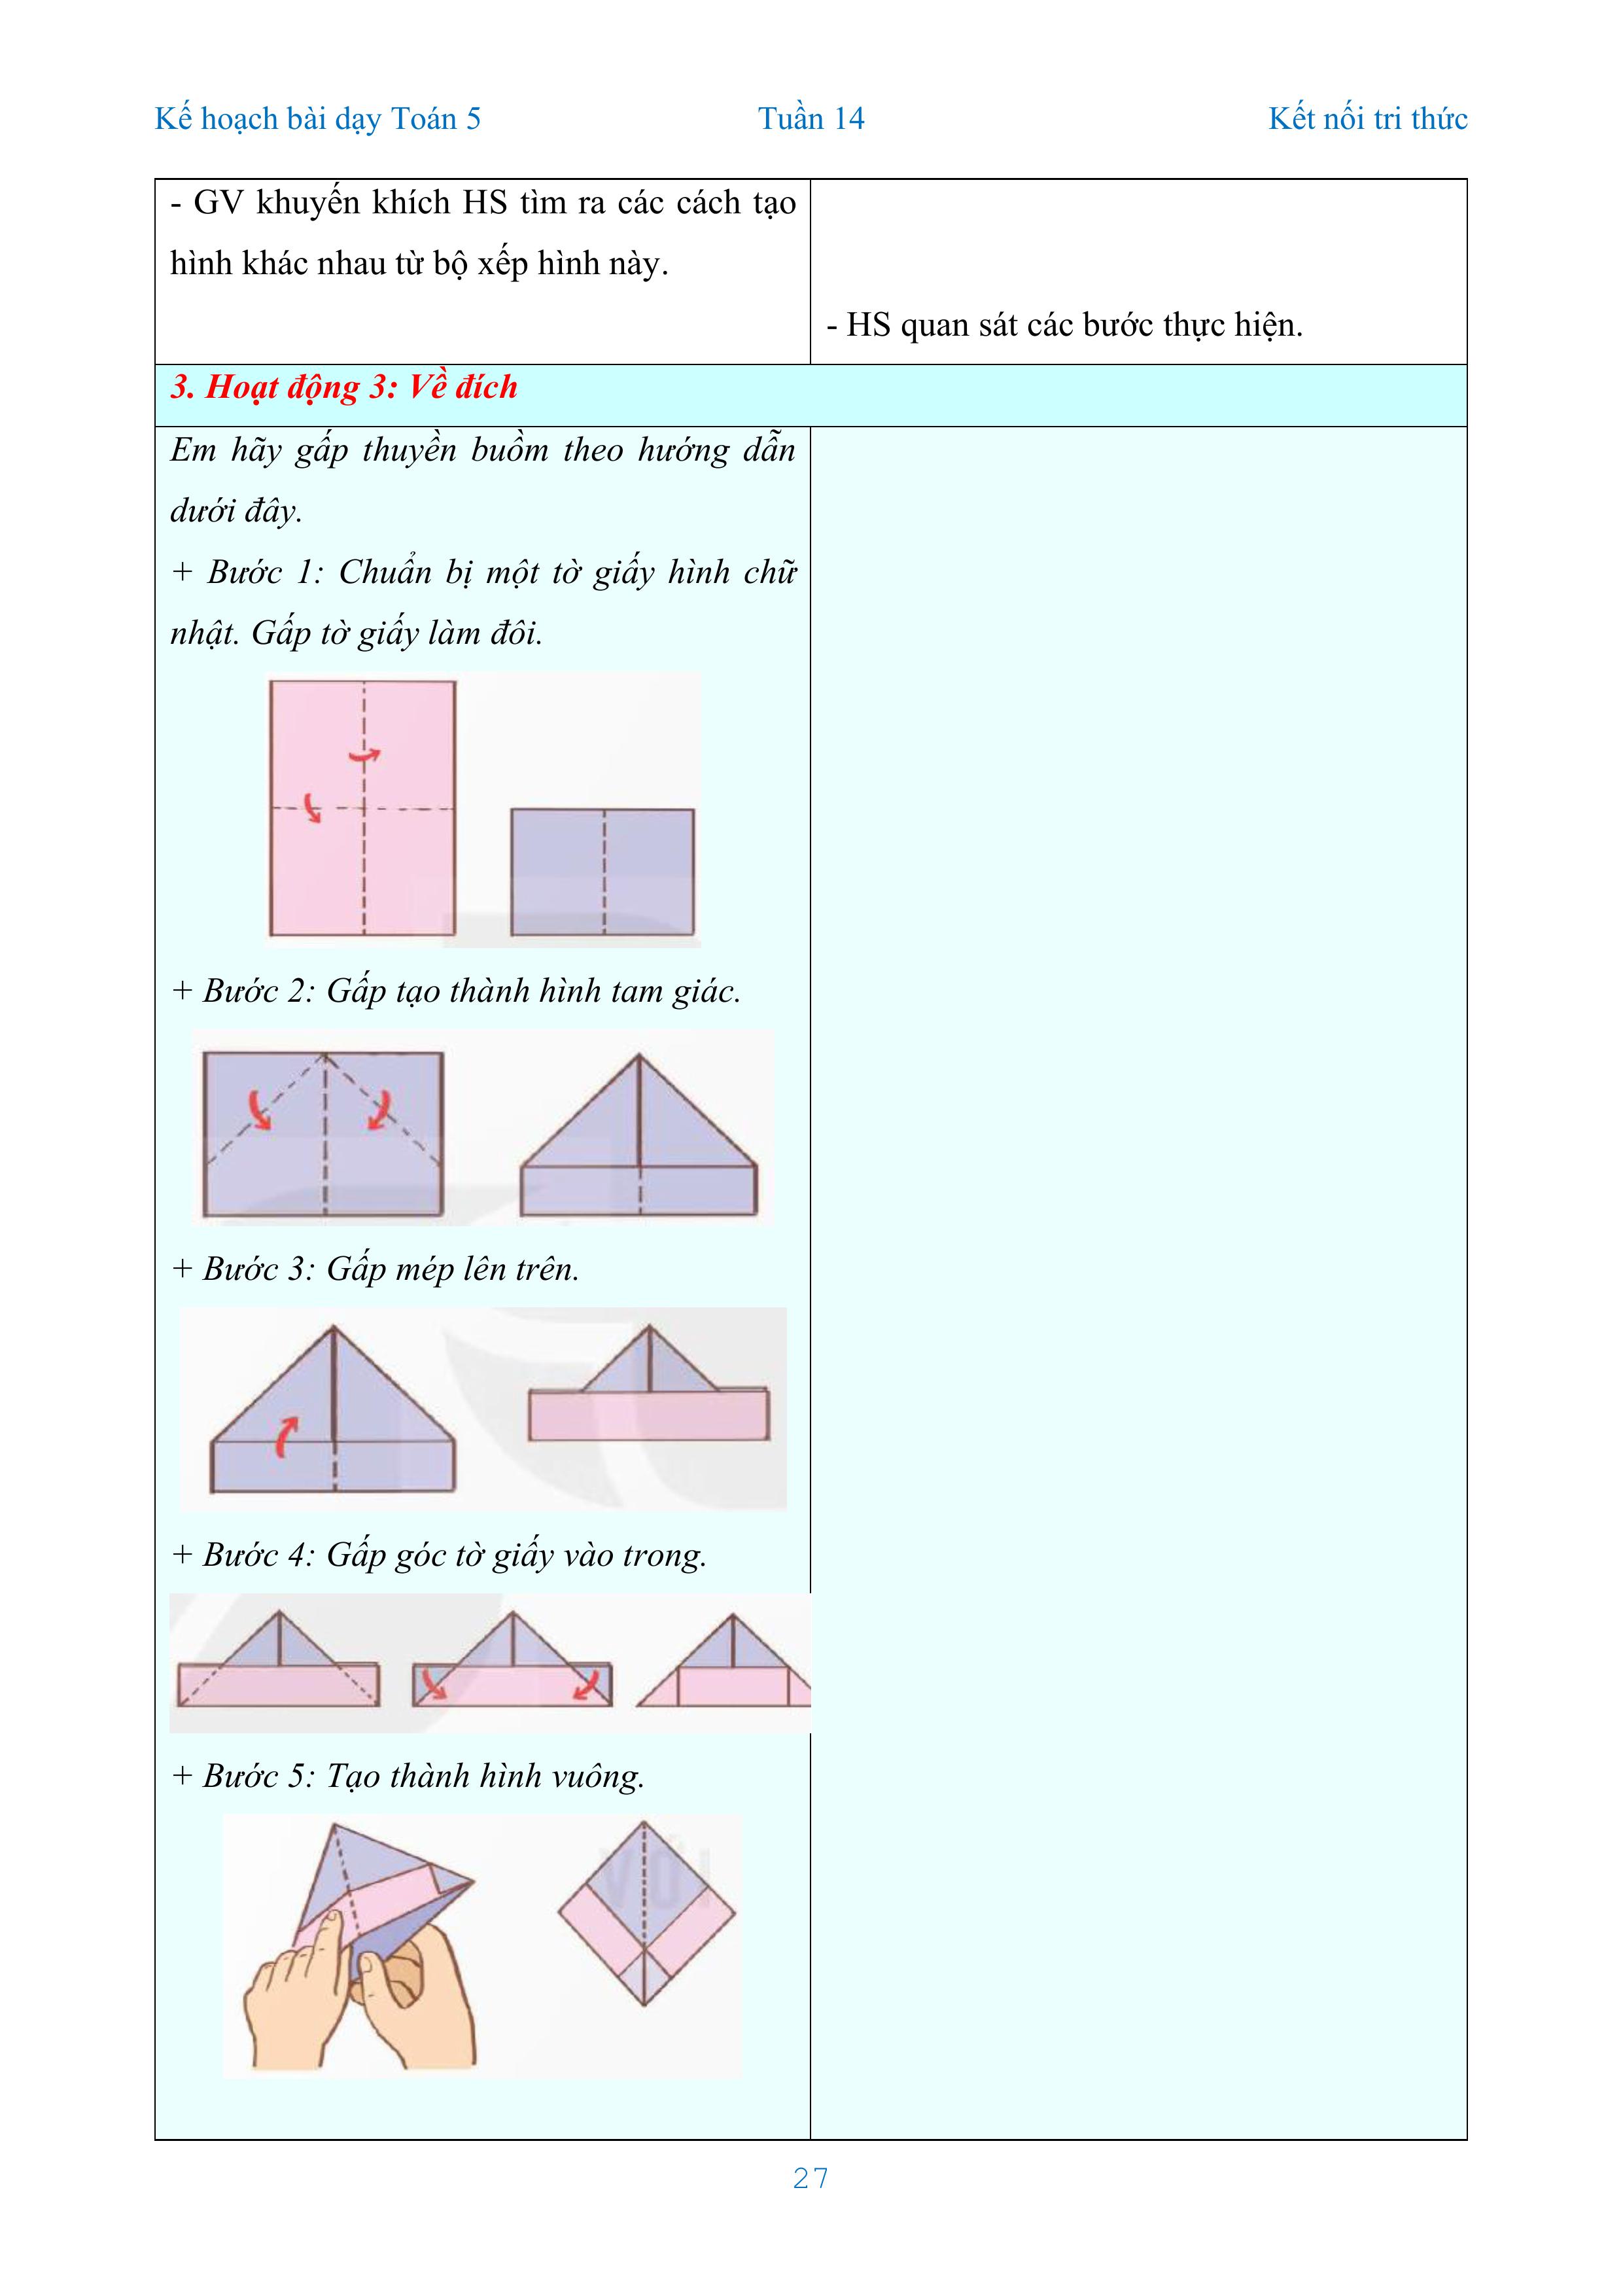 Kế hoạch bài dạy Toán 5 Tuần 14 Kết nối tri thức
- GV khuyến khích HS tìm ra các cách tạo
hình khác nhau từ bộ xếp hình này.
- HS quan sát các bước thực hiện.
3. Hoạt động 3: Về đích
Em hãy gấp thuyền buồm theo hướng dẫn
dưới đây.
+ Bước 1: Chuẩn bị một tờ giấy hình chữ
nhật. Gấp tờ giấy làm đôi.
+ Bước 2: Gấp tạo thành hình tam giác.
+ Bước 3: Gấp mép lên trên.
+ Bước 4: Gấp góc tờ giấy vào trong.
+ Bước 5: Tạo thành hình vuông.
VỚI
27